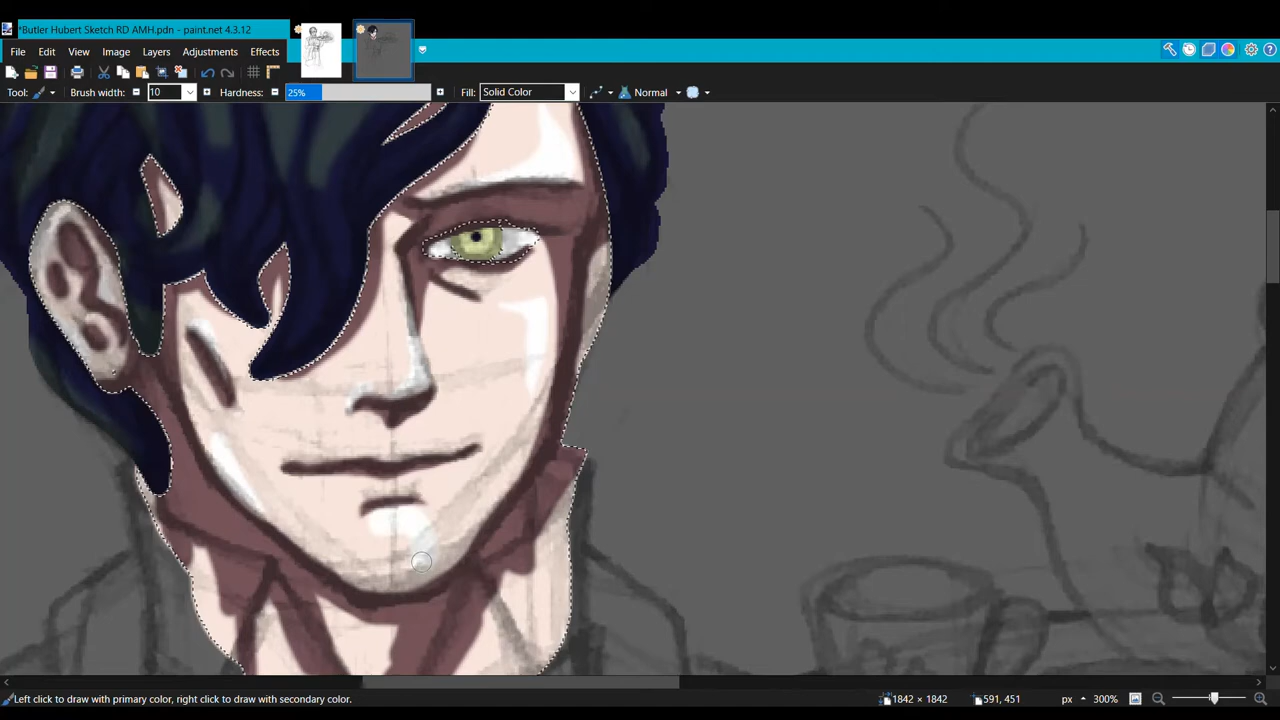 *Butler Hubert Sketch RD AMH.pdn - paint.net 4.3.12
File Edit View Image Layers Adjustments Effects
Tool: Brush width: 10 Hardness: 25% Fill: Solid Color Normal
Left click to draw with primary color, right click to draw with secondary color. 1842 × 1842 591, 451 px 300%